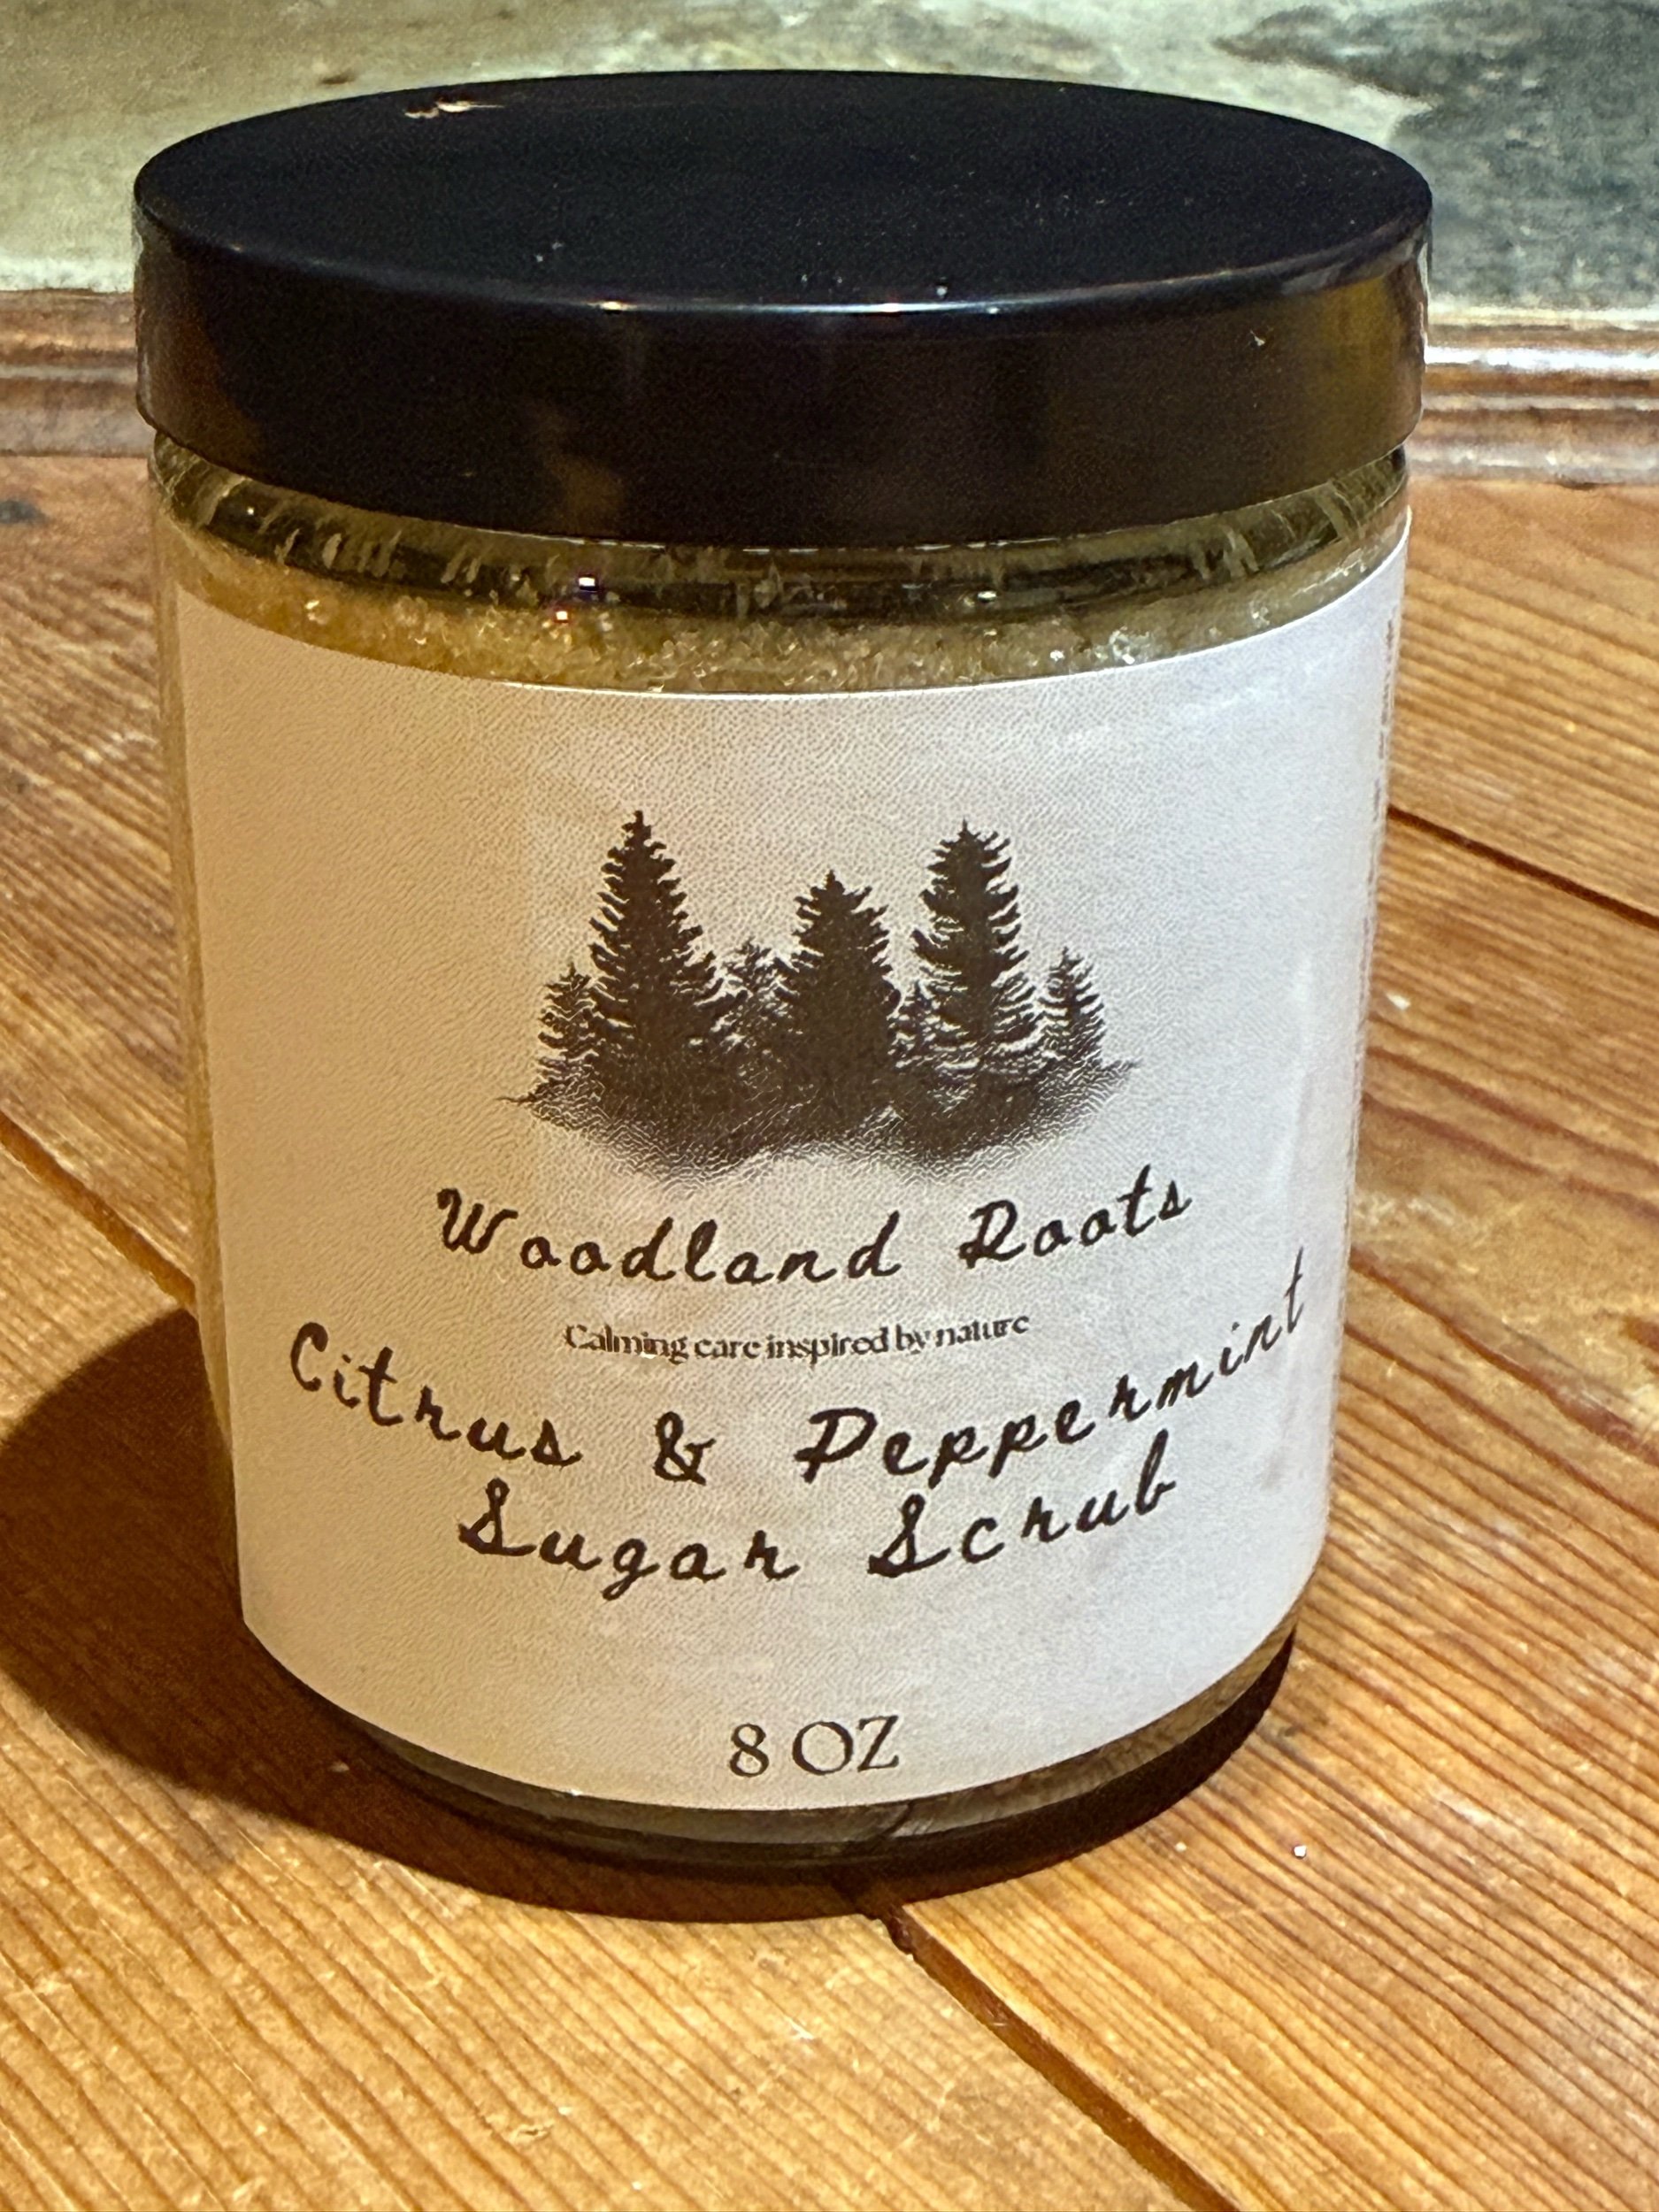 Woodland Roots
Calming care inspired by nature
Citrus & Peppermint
Sugar Scrub
8 OZ